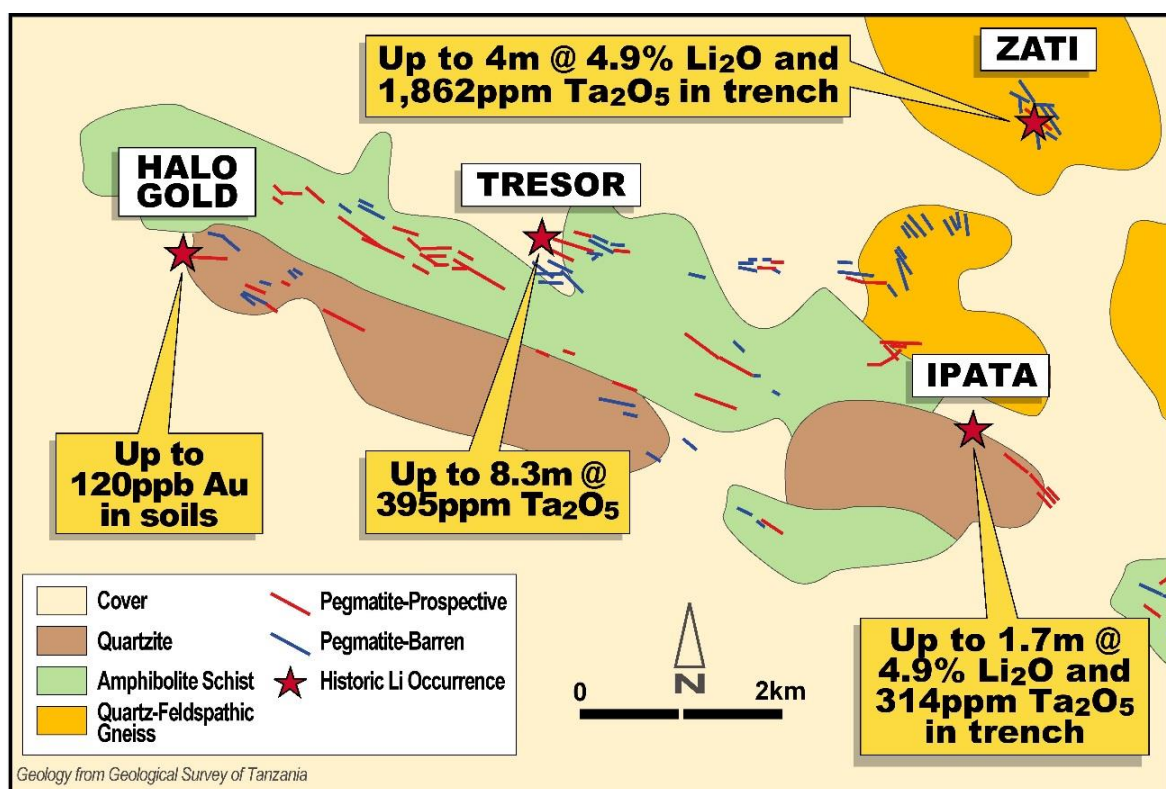 Up to 4m @ 4.9% Li₂O and
1,862ppm Ta₂O₅ in trench
ZATI
HALO
GOLD
TRESOR
IPATA
Up to
120ppb Au
in soils
Up to 8.3m @
395ppm Ta₂O₅
Up to 1.7m @
4.9% Li₂O and
314ppm Ta₂O₅
in trench
Cover
Quartzite
Amphibolite Schist
Quartz-Feldspathic
Gneiss
Pegmatite-Prospective
Pegmatite-Barren
Historic Li Occurrence
N
0 2km
Geology from Geological Survey of Tanzania